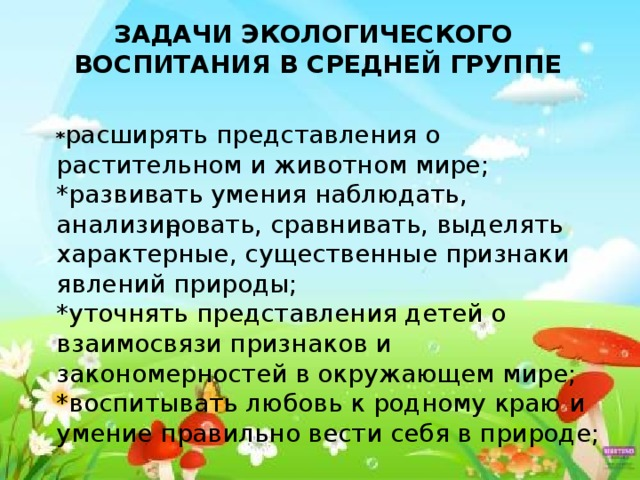 ЗАДАЧИ ЭКОЛОГИЧЕСКОГО
ВОСПИТАНИЯ В СРЕДНЕЙ ГРУППЕ
*расширять представления о
растительном и животном мире;
*развивать умения наблюдать,
анализировать, сравнивать, выделять
характерные, существенные признаки
явлений природы;
*уточнять представления детей о
взаимосвязи признаков и
закономерностей в окружающем мире;
*воспитывать любовь к родному краю и
умение правильно вести себя в природе;